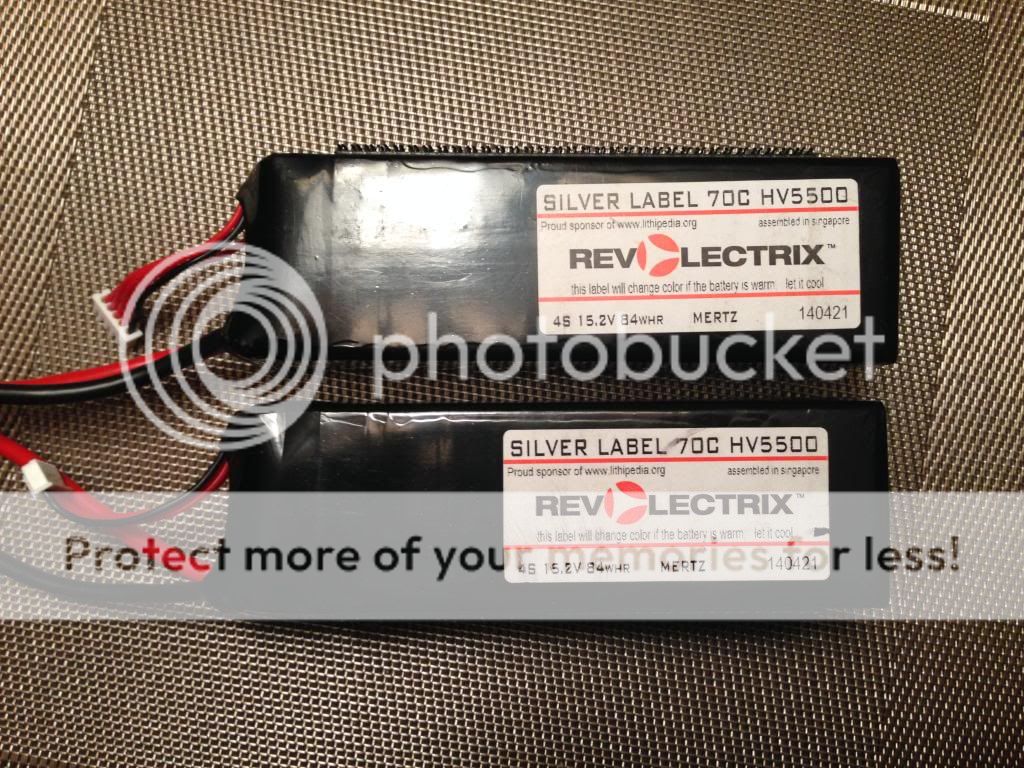 SILVER LABEL 70C HV5500
Proud sponsor of www.lithipedia.org assembled in singapore
REVOLECTRIX™
this label will change color if the battery is warm let it cool
4S 15.2V 84WHR MERTZ 140421
photobucket
SILVER LABEL 70C HV5500
Proud sponsor of www.lithipedia.org assembled in singapore
REVOLECTRIX™
this label will change color if the battery is warm let it cool
Protect more of your memories for less!
4S 15.2V 84WHR MERTZ 140421